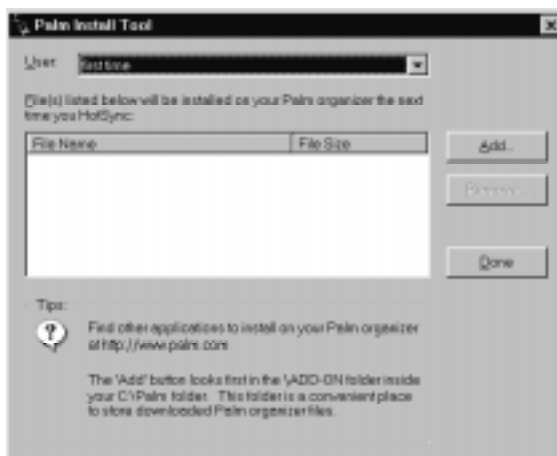 Palm Install Tool
User: first time
File(s) listed below will be installed on your Palm organizer the next
time you HotSync:
File Name File Size
Add...
Remove...
Done
Tips:
Find other applications to install on your Palm organizer
at http://www.palm.com
The 'Add' button looks first in the \ADD-ON folder inside
your C:\Palm folder. This folder is a convenient place
to store downloaded Palm organizer files.